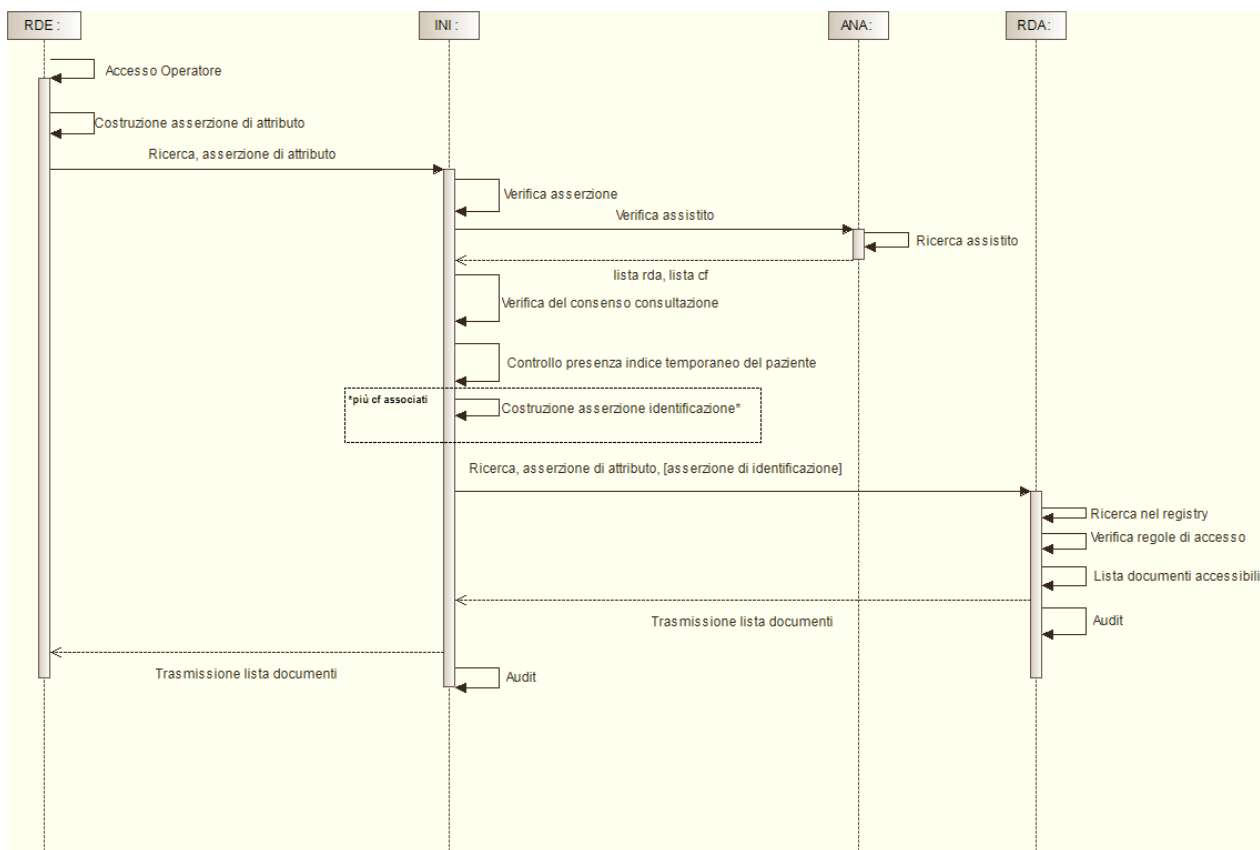 RDE :
INI :
ANA:
RDA:
Accesso Operatore
Costruzione asserzione di attributo
Ricerca, asserzione di attributo
Verifica asserzione
Verifica assistito
Ricerca assistito
lista rda, lista cf
Verifica del consenso consultazione
Controllo presenza indice temporaneo del paziente
*più cf associati
Costruzione asserzione identificazione*
Ricerca, asserzione di attributo, [asserzione di identificazione]
Ricerca nel registry
Verifica regole di accesso
Lista documenti accessibili
Trasmissione lista documenti
Audit
Trasmissione lista documenti
Audit